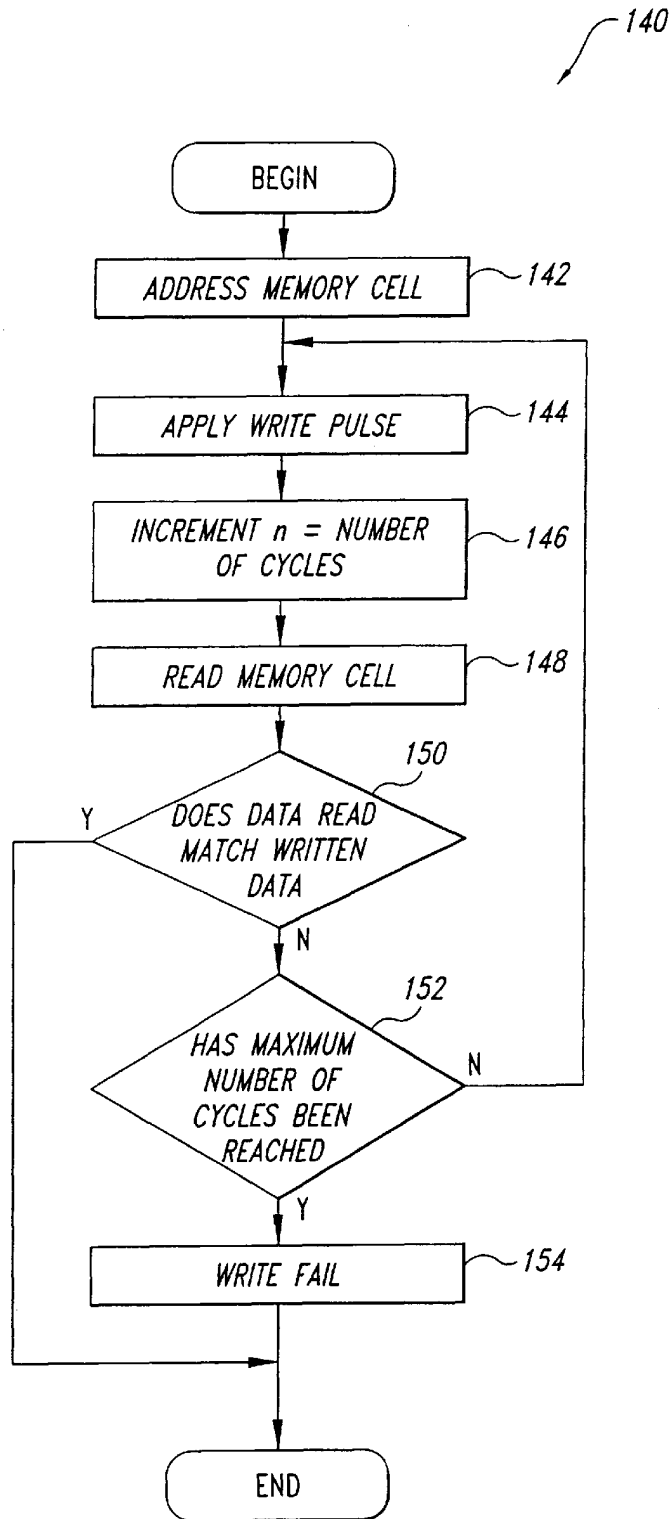 140
BEGIN
ADDRESS MEMORY CELL
142
APPLY WRITE PULSE
144
INCREMENT n = NUMBER
OF CYCLES
146
READ MEMORY CELL
148
150
Y
DOES DATA READ
MATCH WRITTEN
DATA
N
152
HAS MAXIMUM
NUMBER OF
CYCLES BEEN
REACHED
N
Y
WRITE FAIL
154
END